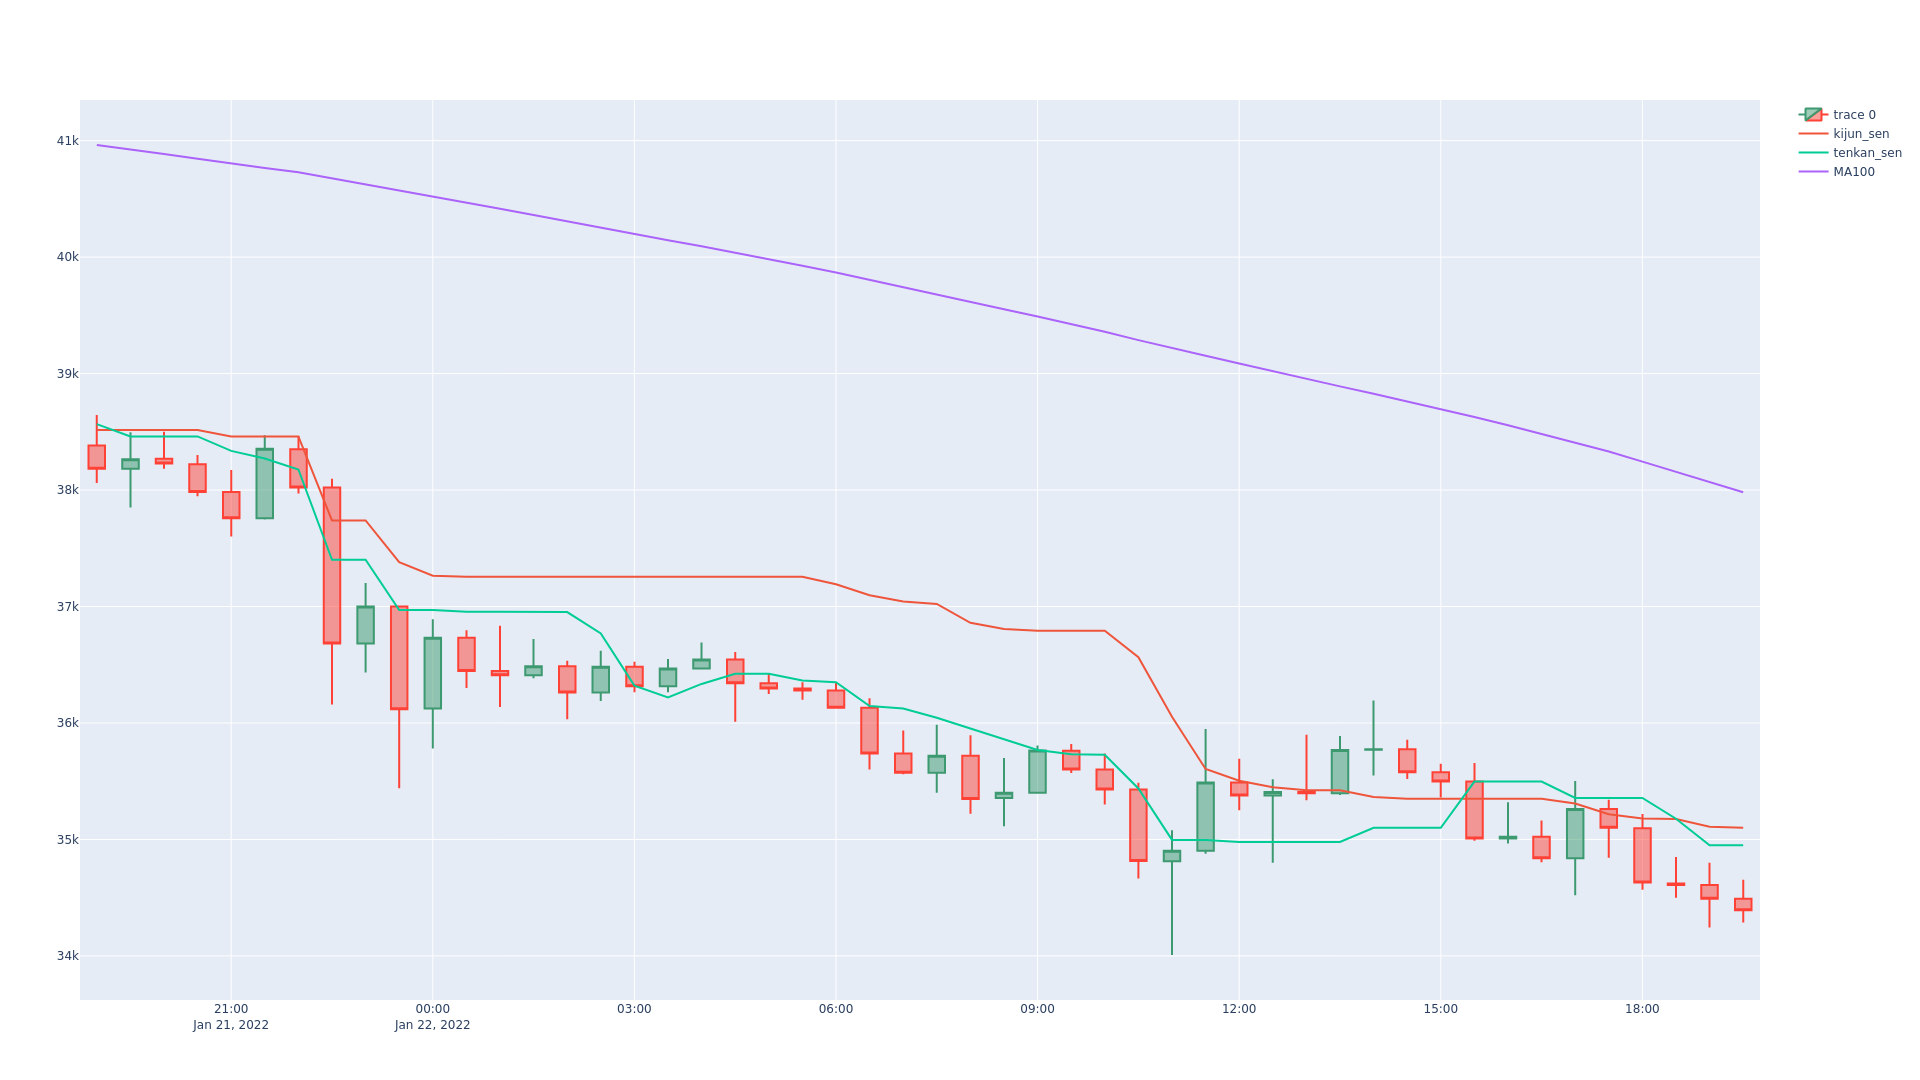 trace 0
kijun_sen
tenkan_sen
MA100
41k
40k
39k
38k
37k
36k
35k
34k
21:00 00:00 03:00 06:00 09:00 12:00 15:00 18:00
Jan 21, 2022 Jan 22, 2022